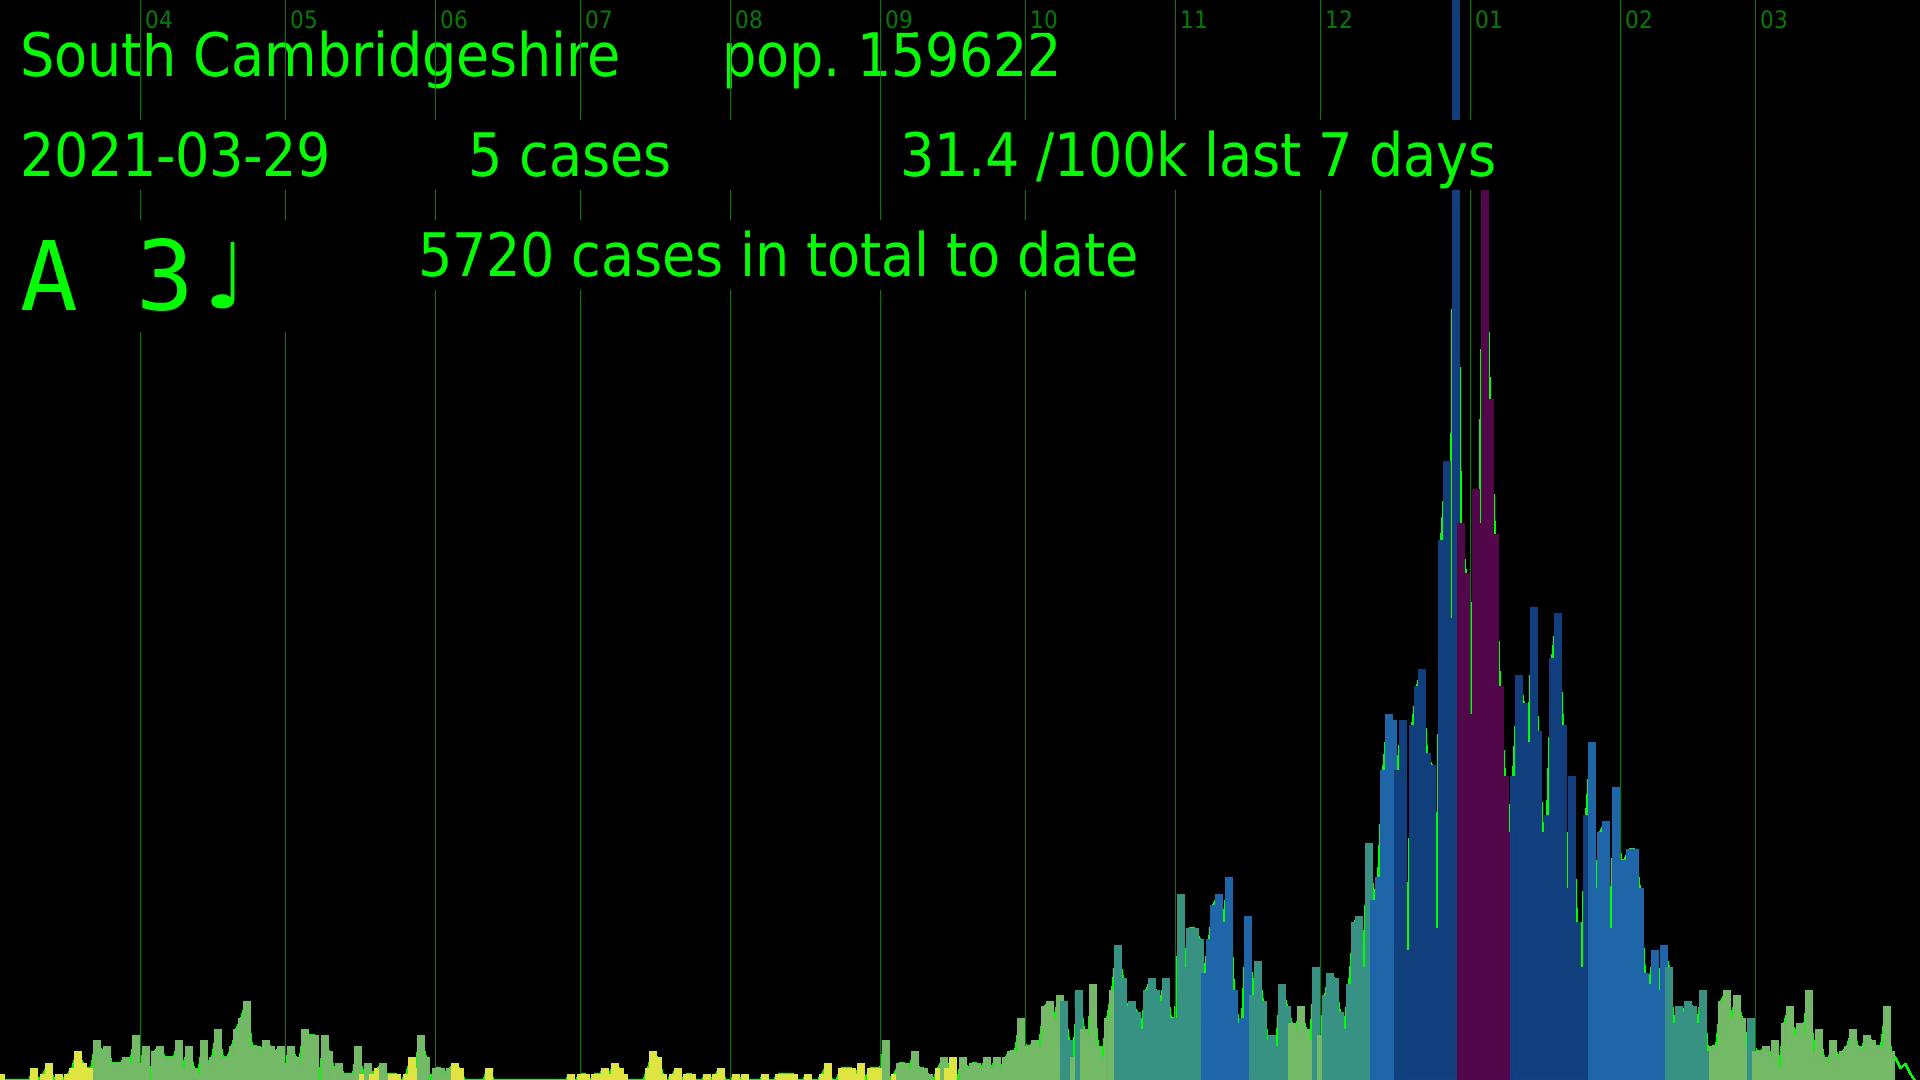 04 05 06 07 08 09 10 11 12 01 02 03
South Cambridgeshire pop. 159622
2021-03-29 5 cases 31.4 /100k last 7 days
A 3♩ 5720 cases in total to date